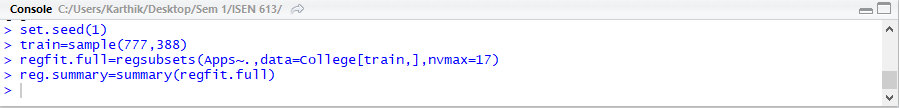 Console C:/Users/Karthik/Desktop/Sem 1/ISEN 613/
> set.seed(1)
> train=sample(777,388)
> regfit.full=regsubsets(Apps~.,data=College[train,],nvmax=17)
> reg.summary=summary(regfit.full)
>